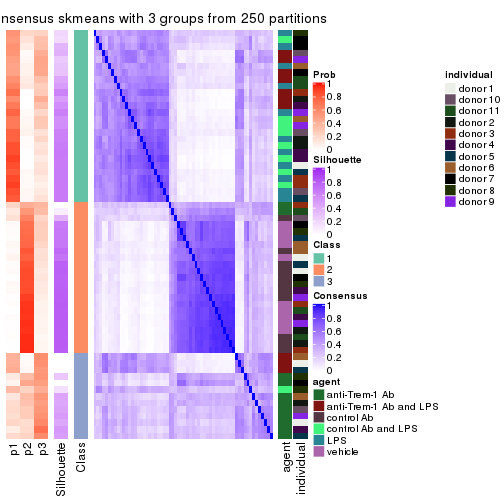 nsensus skmeans with 3 groups from 250 partitions
Prob
1
0.8
0.6
0.4
0.2
0
Silhouette
1
0.8
0.6
0.4
0.2
0
Class
1
2
3
Consensus
1
0.8
0.6
0.4
0.2
0
agent
anti-Trem-1 Ab
anti-Trem-1 Ab and LPS
control Ab
control Ab and LPS
LPS
vehicle
individual
donor 1
donor 10
donor 11
donor 2
donor 3
donor 4
donor 5
donor 6
donor 7
donor 8
donor 9
p1
p2
p3
Silhouette
Class
agent
individual